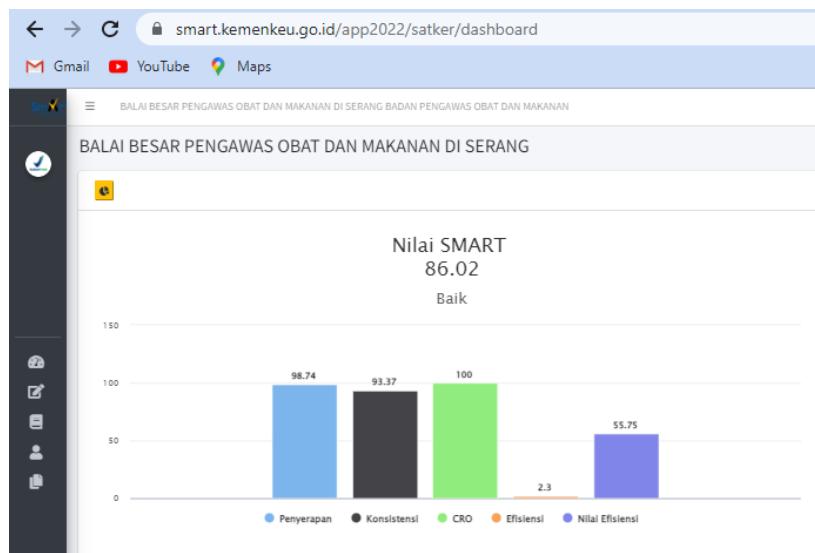 smart.kemenkeu.go.id/app2022/satker/dashboard
Gmail YouTube Maps
BALAI BESAR PENGAWAS OBAT DAN MAKANAN DI SERANG BADAN PENGAWAS OBAT DAN MAKANAN
BALAI BESAR PENGAWAS OBAT DAN MAKANAN DI SERANG
Nilai SMART
86.02
Baik
150
100
50
0
98.74
93.37
100
2.3
55.75
Penyerapan Konsistensi CRO Efisiensi Nilai Efisiensi